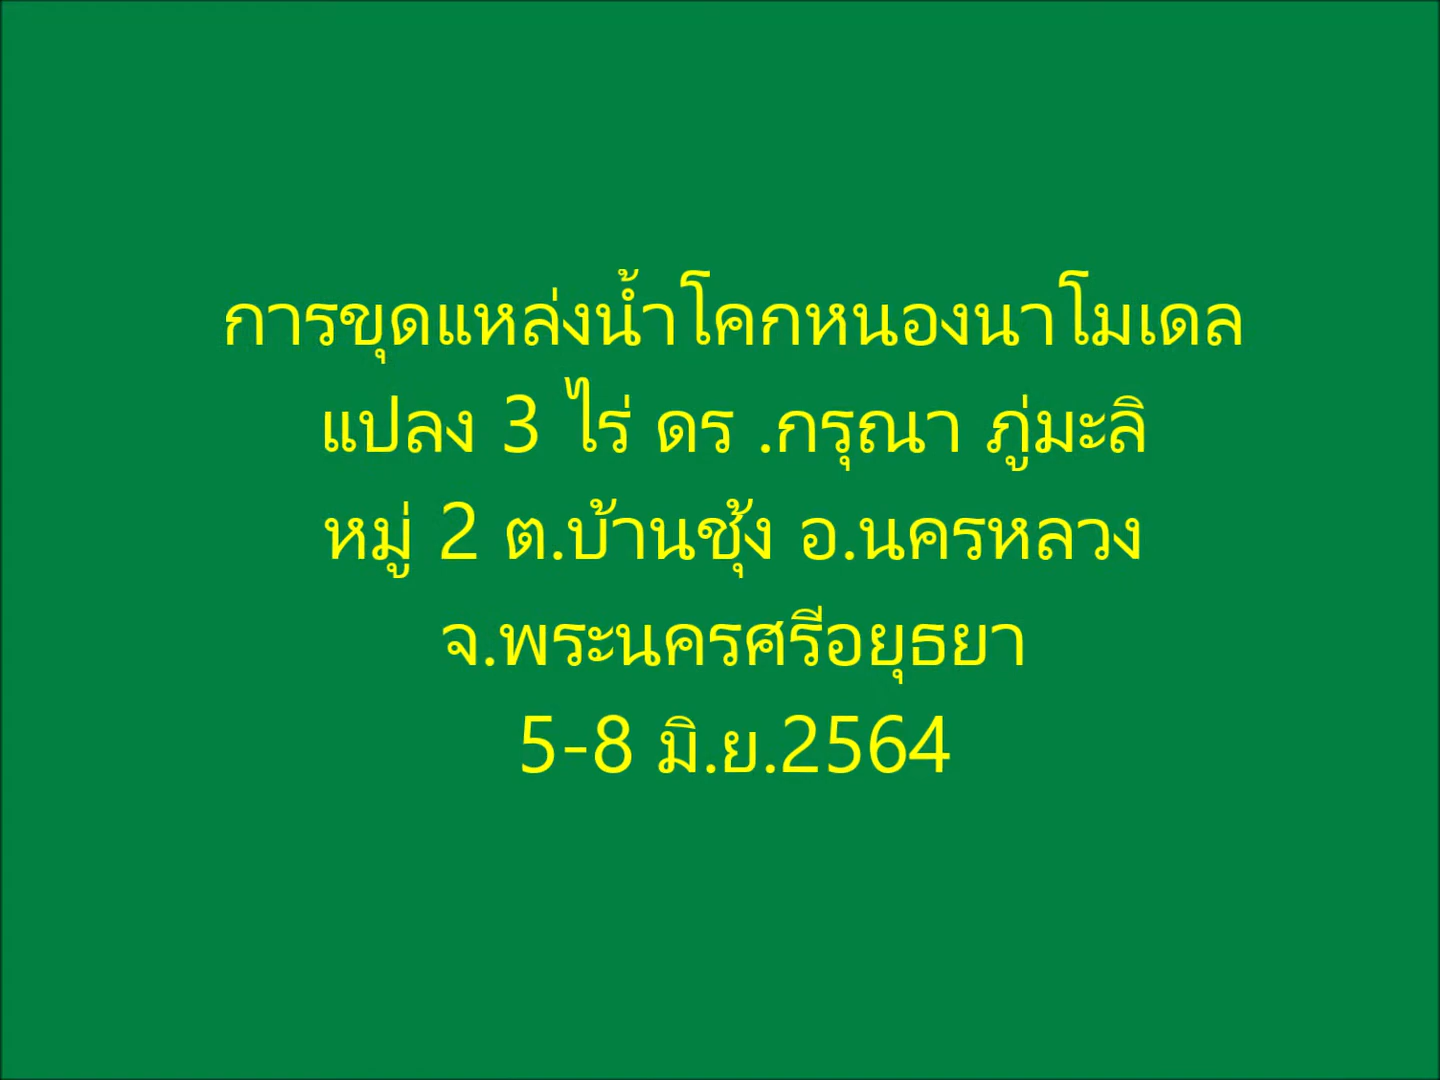 การขุดแหล่งน้ำโคกหนองนาโมเดล
แปลง 3 ไร่ ดร .กรุณา ภู่มะลิ
หมู่ 2 ต.บ้านชุ้ง อ.นครหลวง
จ.พระนครศรีอยุธยา
5-8 มิ.ย.2564